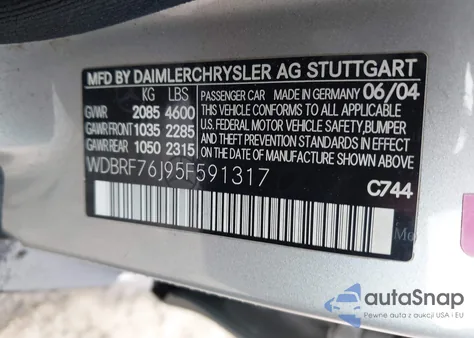 MFD BY DAIMLERCHRYSLER AG STUTTGART
KG LBS
GVWR 2085 4600
GAWR FRONT 1035 2285
GAWR REAR 1050 2315
PASSENGER CAR MADE IN GERMANY 06/04
THIS VEHICLE CONFORMS TO ALL APPLICABLE
U.S. FEDERAL MOTOR VEHICLE SAFETY, BUMPER
AND THEFT PREVENTION STANDARDS IN EFFECT
ON THE DATE OF MANUFACTURE SHOWN ABOVE
WDBRF76J95F591317
C744
autoSnap
Pewne auta z aukcji USA i EU